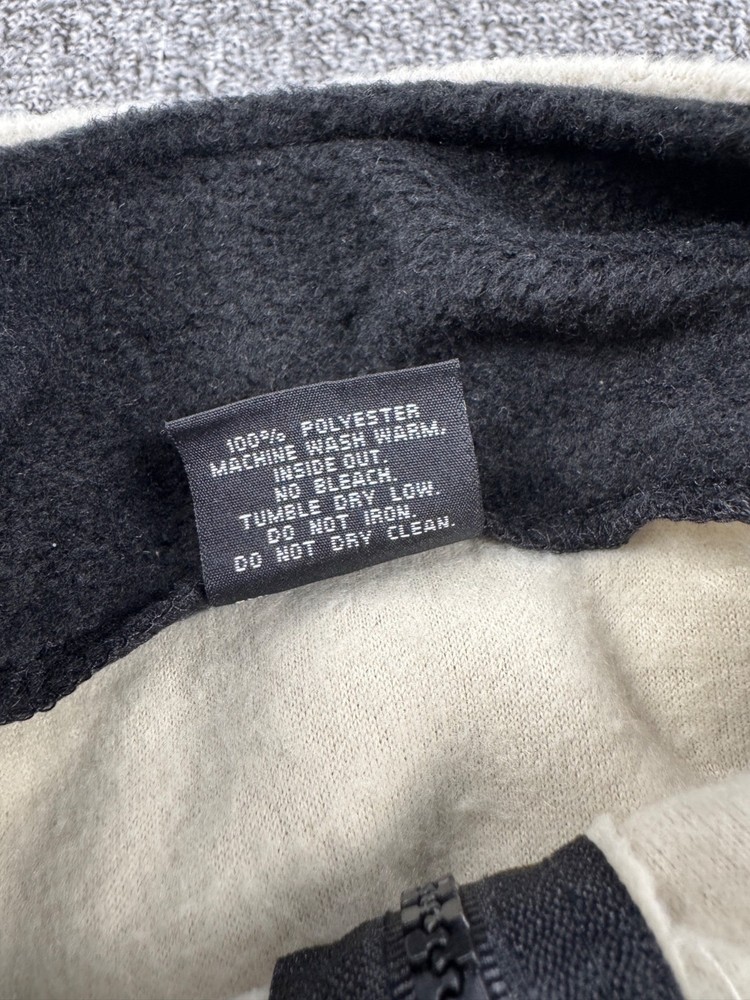 100% POLYESTER
MACHINE WASH WARM.
INSIDE OUT.
NO BLEACH.
TUMBLE DRY LOW.
DO NOT IRON.
DO NOT DRY CLEAN.